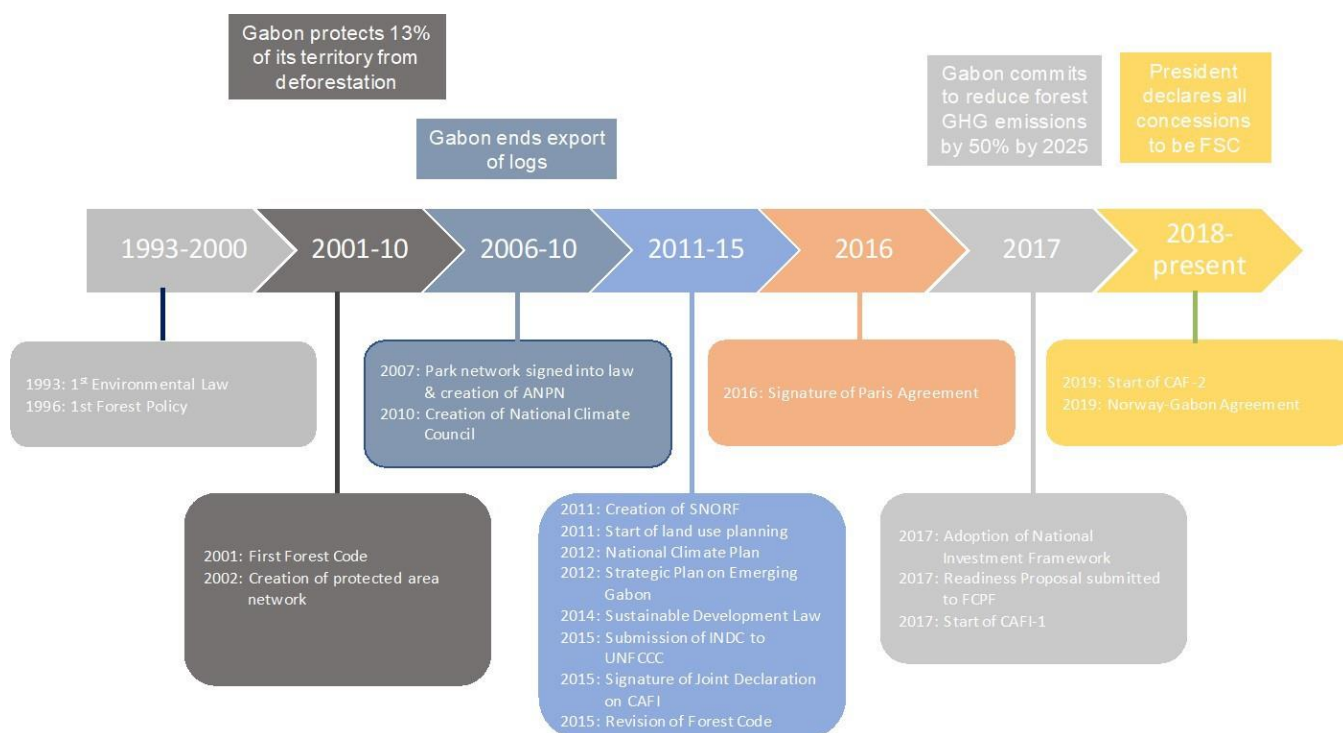 Gabon protects 13%
of its territory from
deforestation
Gabon ends export
of logs
Gabon commits
to reduce forest
GHG emissions
by 50% by 2025
President
declares all
concessions
to be FSC
1993-2000
2001-10
2006-10
2011-15
2016
2017
2018-
present
1993: 1st Environmental Law
1996: 1st Forest Policy
2007: Park network signed into law
& creation of ANPN
2010: Creation of National Climate
Council
2016: Signature of Paris Agreement
2019: Start of CAF-2
2019: Norway-Gabon Agreement
2001: First Forest Code
2002: Creation of protected area
network
2011: Creation of SNORF
2011: Start of land use planning
2012: National Climate Plan
2012: Strategic Plan on Emerging
Gabon
2014: Sustainable Development Law
2015: Submission of INDC to
UNFCCC
2015: Signature of Joint Declaration
on CAFI
2015: Revision of Forest Code
2017: Adoption of National
Investment Framework
2017: Readiness Proposal submitted
to FCPF
2017: Start of CAFI-1